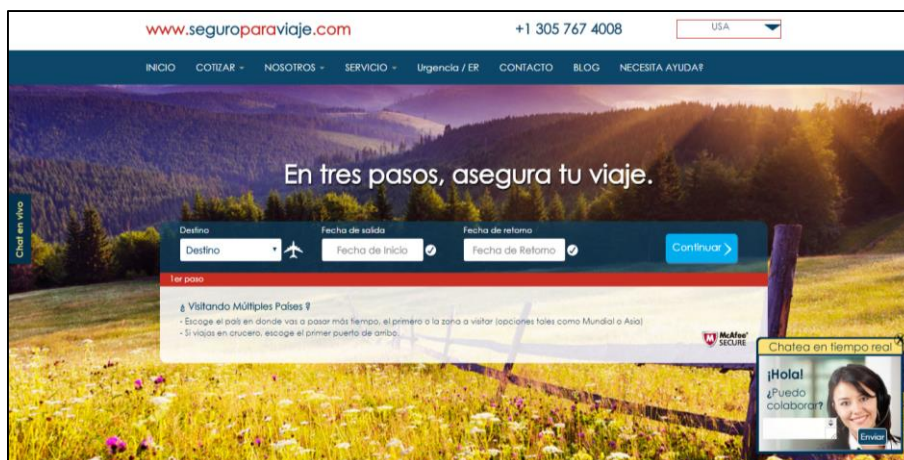 www.seguroparaviaje.com
+1 305 767 4008
USA
INICIO COTIZAR NOSOTROS SERVICIO Urgencia / ER CONTACTO BLOG NECESITA AYUDA?
En tres pasos, asegura tu viaje.
Chat en vivo
Destino Fecha de salida Fecha de retorno
Destino Fecha de Inicio Fecha de Retorno Continuar
1er paso
¿ Visitando Múltiples Países ?
- Escoge el país en donde vas a pasar más tiempo, el primero o la zona a visitar (opciones tales como Mundial o Asia)
- Si viajas en crucero, escoge el primer puerto de arribo.
McAfee
SECURE
Chatea en tiempo real
¡Hola!
¿Puedo
colaborar?
Enviar